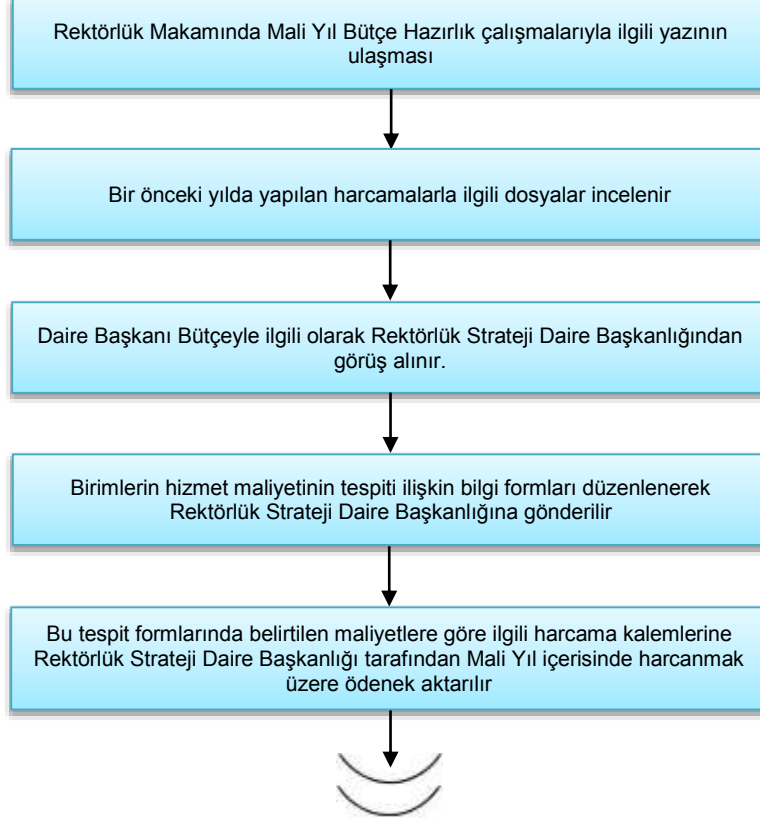 Rektörlük Makamında Mali Yıl Bütçe Hazırlık çalışmalarıyla ilgili yazının
ulaşması
Bir önceki yılda yapılan harcamalarla ilgili dosyalar incelenir
Daire Başkanı Bütçeyle ilgili olarak Rektörlük Strateji Daire Başkanlığından
görüş alınır.
Birimlerin hizmet maliyetinin tespiti ilişkin bilgi formları düzenlenerek
Rektörlük Strateji Daire Başkanlığına gönderilir
Bu tespit formlarında belirtilen maliyetlere göre ilgili harcama kalemlerine
Rektörlük Strateji Daire Başkanlığı tarafından Mali Yıl içerisinde harcanmak
üzere ödenek aktarılır